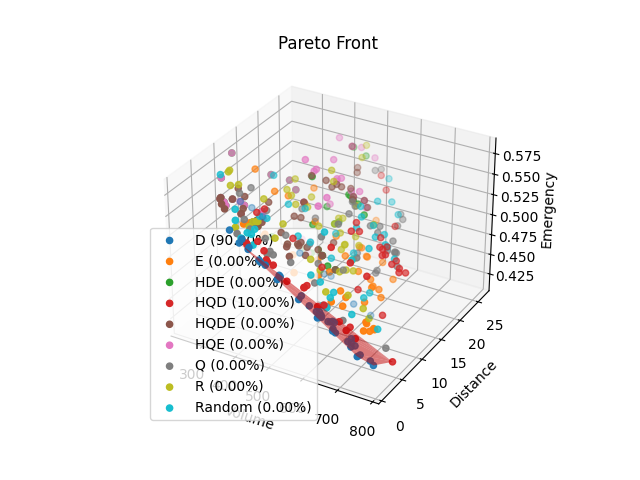 Pareto Front
0.575
0.550
0.525
0.500
0.475
0.450
0.425
Emergency
25
20
15
10
5
0
Distance
300
500
700
800
D (90.00%)
E (0.00%)
HDE (0.00%)
HQD (10.00%)
HQDE (0.00%)
HQE (0.00%)
Q (0.00%)
R (0.00%)
Random (0.00%)
Volume